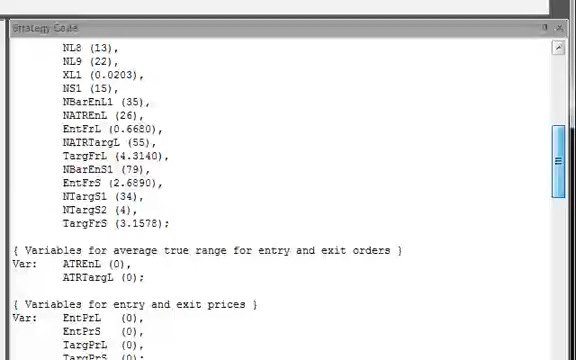 Strategy Code
NL8 (13),
NL9 (22),
XL1 (0.0203),
NS1 (15),
NBarEnL1 (35),
NATREnL (26),
EntFrL (0.6680),
NATRTargL (55),
TargFrL (4.3140),
NBarEnS1 (79),
EntFrS (2.6890),
NTargS1 (34),
NTargS2 (4),
TargFrS (3.1578);
{ Variables for average true range for entry and exit orders }
Var: ATREnL (0),
ATRTargL (0);
{ Variables for entry and exit prices }
Var: EntPrL (0),
EntPrS (0),
TargPrL (0),
TargPrS (0);